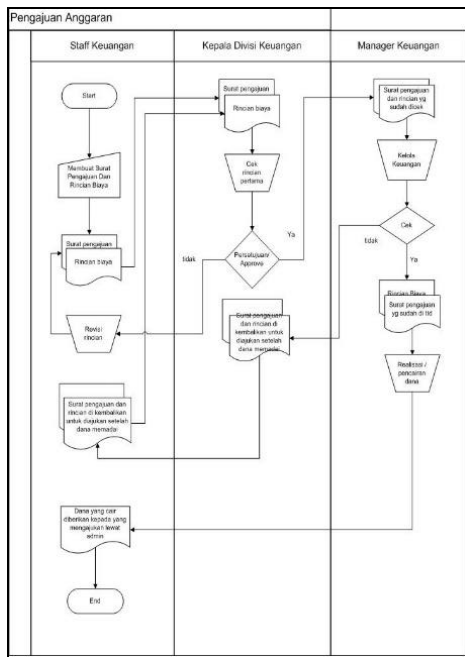 Pengajuan Anggaran
Staff Keuangan
Kepala Divisi Keuangan
Manager Keuangan
Start
Membuat Surat
Pengajuan Dan
Rincian Biaya
Surat pengajuan
Rincian biaya
Revisi
rincian
Surat pengajuan dan
rincian di kembalikan
untuk diajukan setelah
dana memadai
Dana yang cair
diberikan kepada yang
mengajukan lewat
admin
End
Surat pengajuan
Rincian biaya
Cek
rincian
pertama
Persetujuan/
Approve
tidak
Ya
Surat pengajuan
dan rincian di
kembalikan untuk
diajukan setelah
dana memadai
Surat pengajuan
dan rincian yg
sudah dicek
Kelola
Keuangan
Cek
tidak
Ya
Rincian Biaya
Surat pengajuan
yg sudah di ttd
Realisasi /
pencairan
dana